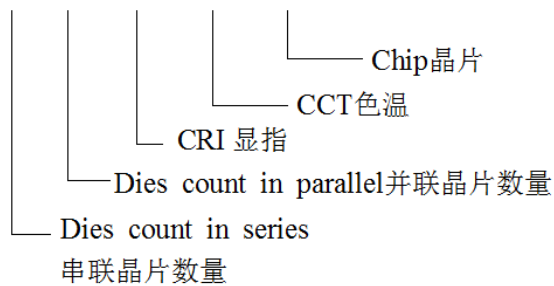 Chip晶片
CCT色温
CRI 显指
Dies count in parallel并联晶片数量
Dies count in series
串联晶片数量